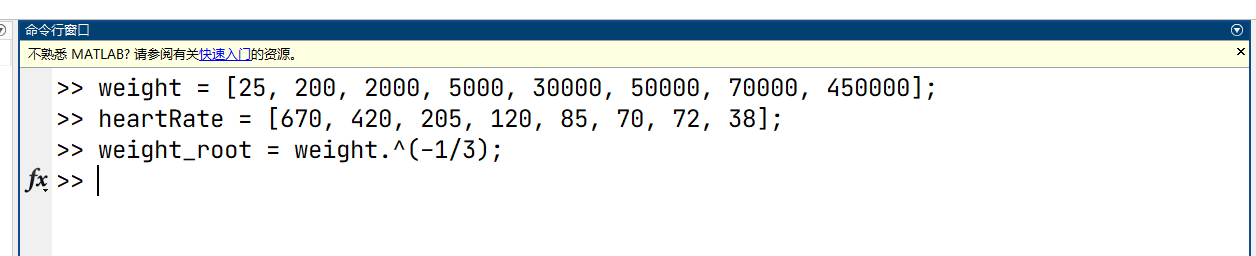 命令行窗口
不熟悉 MATLAB? 请参阅有关快速入门的资源。
>> weight = [25, 200, 2000, 5000, 30000, 50000, 70000, 450000];
>> heartRate = [670, 420, 205, 120, 85, 70, 72, 38];
>> weight_root = weight.^(-1/3);
fx >>